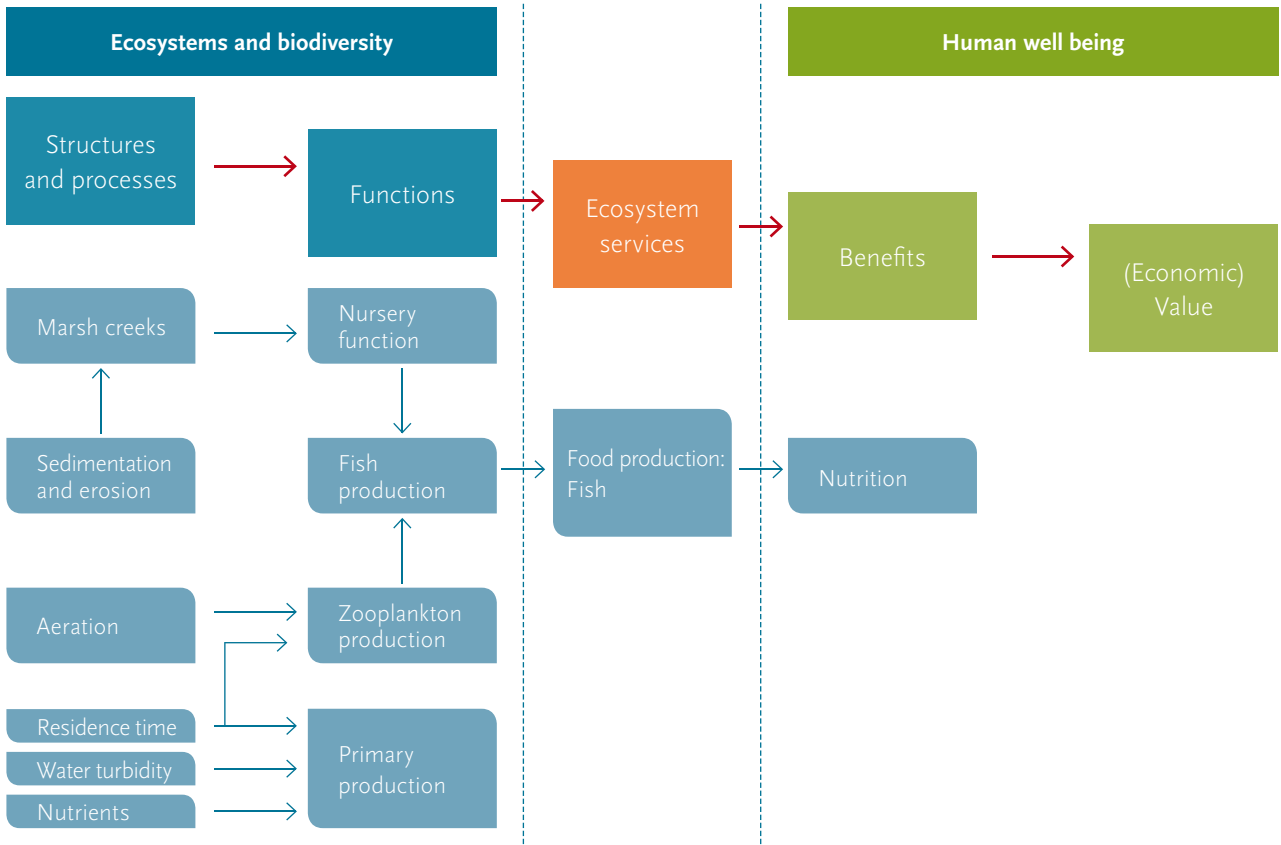 Ecosystems and biodiversity
Human well being
Structures
and processes
Functions
Ecosystem
services
Benefits
(Economic)
Value
Marsh creeks
Nursery
function
Sedimentation
and erosion
Fish
production
Food production:
Fish
Nutrition
Aeration
Zooplankton
production
Residence time
Water turbidity
Nutrients
Primary
production